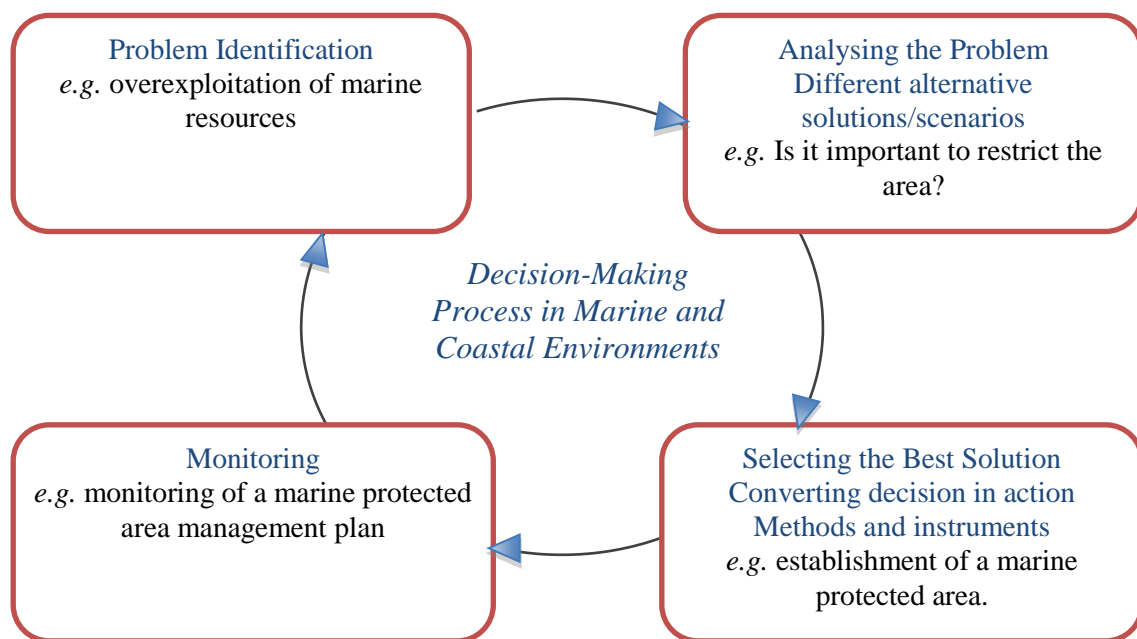 Problem Identification
e.g. overexploitation of marine
resources
Analysing the Problem
Different alternative
solutions/scenarios
e.g. Is it important to restrict the
area?
Decision-Making
Process in Marine and
Coastal Environments
Monitoring
e.g. monitoring of a marine protected
area management plan
Selecting the Best Solution
Converting decision in action
Methods and instruments
e.g. establishment of a marine
protected area.